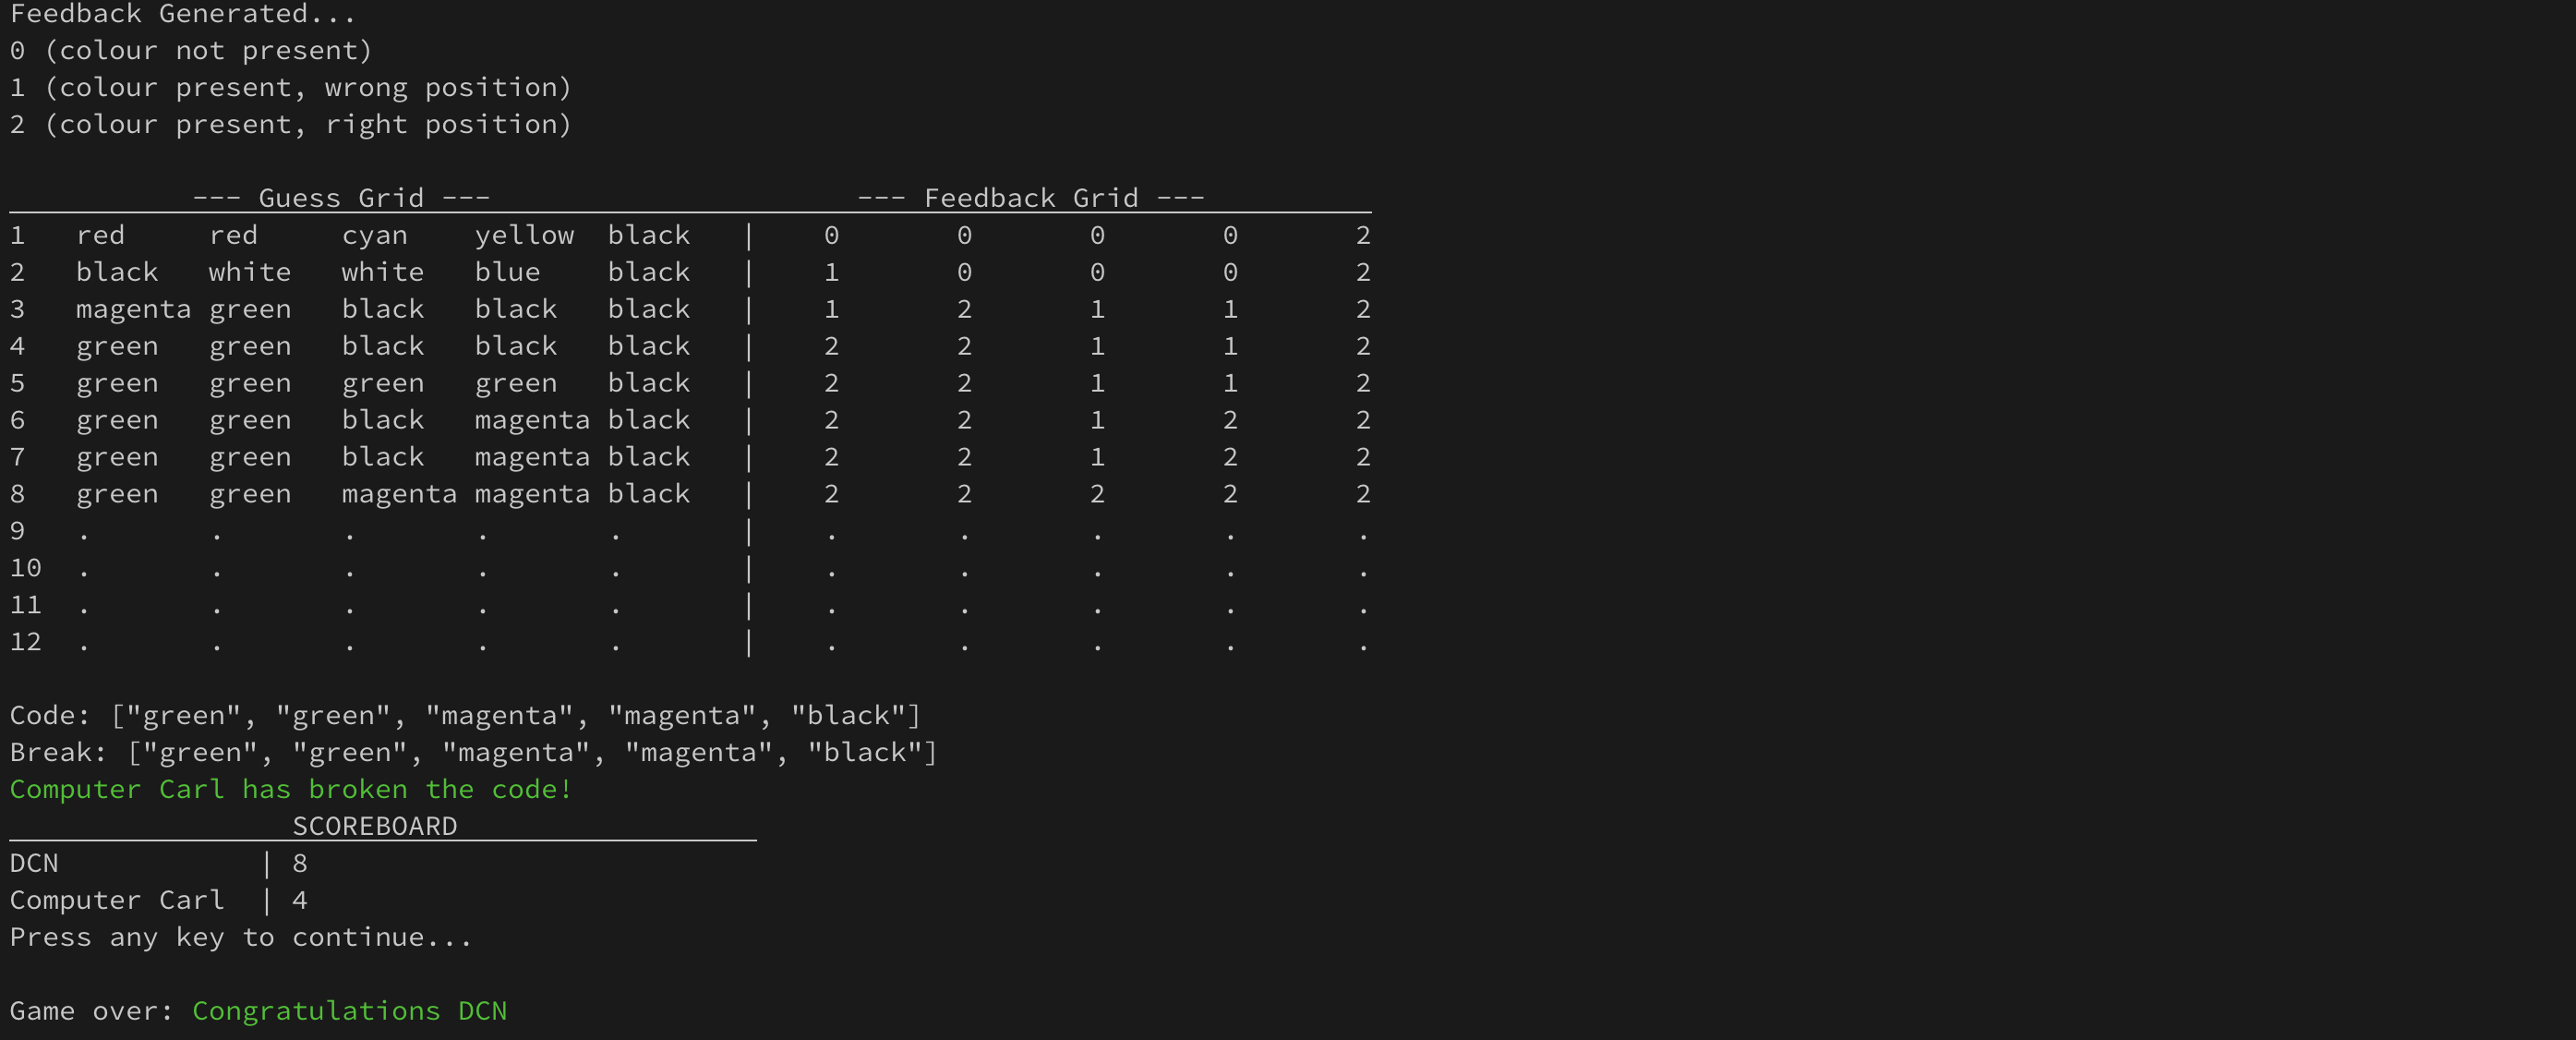 Feedback Generated...
0 (colour not present)
1 (colour present, wrong position)
2 (colour present, right position)
--- Guess Grid --- --- Feedback Grid ---
1 red red cyan yellow black | 0 0 0 0 2
2 black white white blue black | 1 0 0 0 2
3 magenta green black black black | 1 2 1 1 2
4 green green black black black | 2 2 1 1 2
5 green green green green black | 2 2 1 1 2
6 green green black magenta black | 2 2 1 2 2
7 green green black magenta black | 2 2 1 2 2
8 green green magenta magenta black | 2 2 2 2 2
9 . . . . . | . . . . .
10 . . . . . | . . . . .
11 . . . . . | . . . . .
12 . . . . . | . . . . .
Code: ["green", "green", "magenta", "magenta", "black"]
Break: ["green", "green", "magenta", "magenta", "black"]
Computer Carl has broken the code!
SCOREBOARD
DCN | 8
Computer Carl | 4
Press any key to continue...
Game over: Congratulations DCN